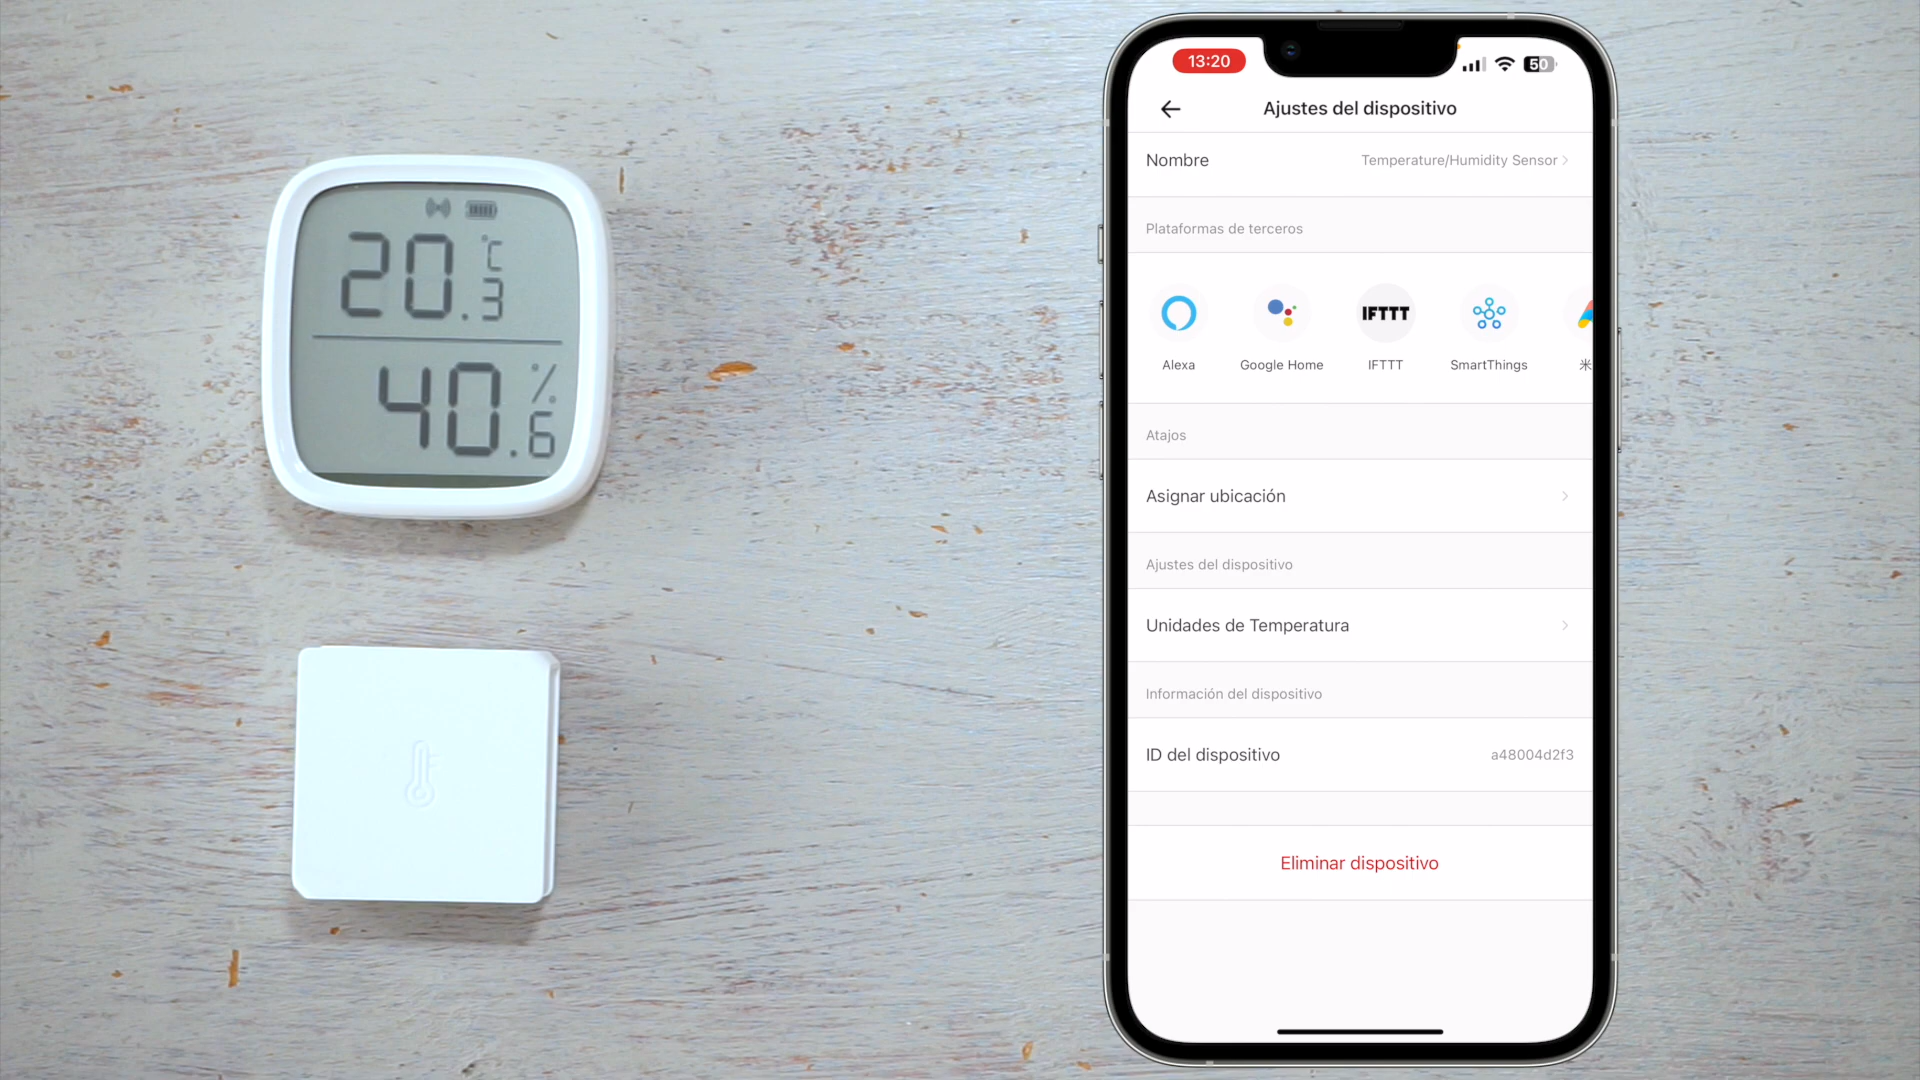 20.3 °C
40.6 %
13:20
50
Ajustes del dispositivo
Nombre
Temperature/Humidity Sensor
Plataformas de terceros
IFTTT
Alexa
Google Home
IFTTT
SmartThings
米
Atajos
Asignar ubicación
Ajustes del dispositivo
Unidades de Temperatura
Información del dispositivo
ID del dispositivo
a48004d2f3
Eliminar dispositivo